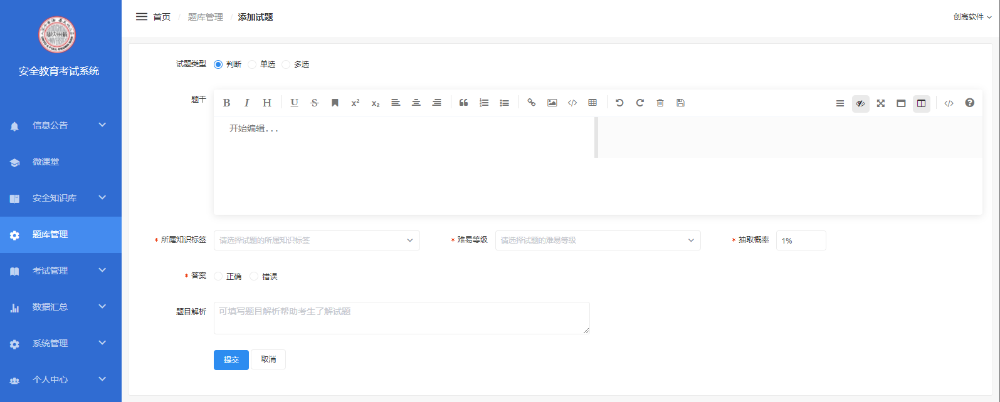 首页 / 题库管理 / 添加试题
创高软件
安全教育考试系统
信息公告
微课堂
安全知识库
题库管理
考试管理
数据汇总
系统管理
个人中心
试题类型 判断 单选 多选
题干
B I H U S x² x₂
开始编辑...
* 所属知识标签 请选择试题的所属知识标签 * 难易等级 请选择试题的难易等级 * 抽取概率 1%
* 答案 正确 错误
题目解析 可填写题目解析帮助考生了解试题
提交 取消